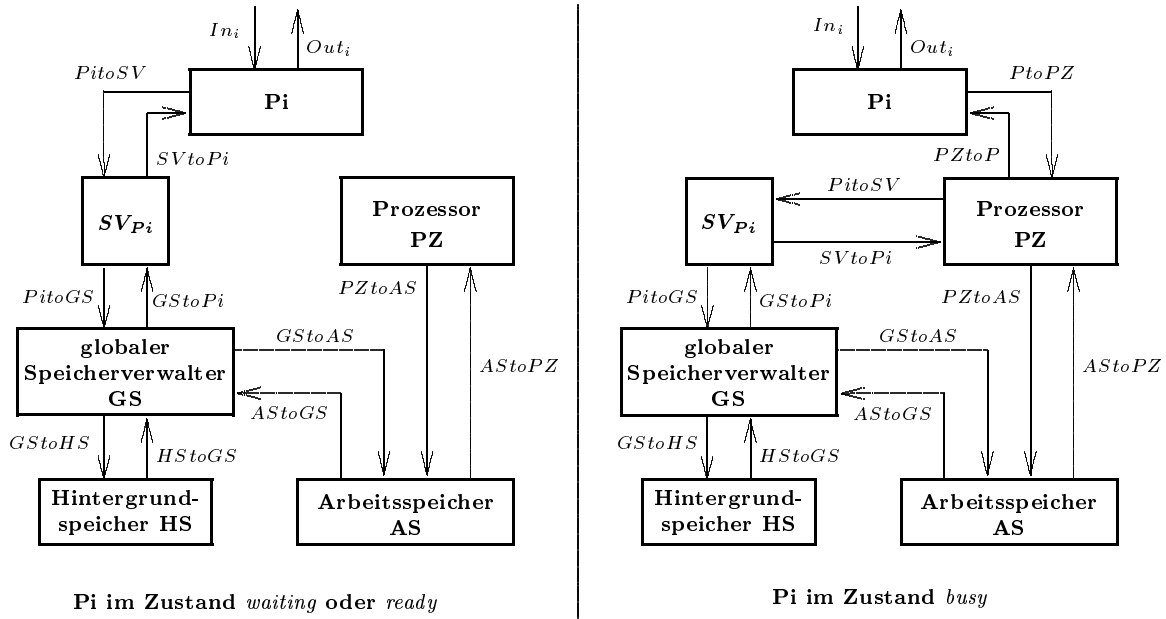 In_i
Out_i
PitoSV
Pi
SVtoPi
SV_Pi
Prozessor
PZ
PitoGS
GStoPi
PZtoAS
globaler
Speicherverwalter
GS
GStoAS
AStoPZ
AStoGS
GStoHS
HStoGS
Hintergrund-
speicher HS
Arbeitsspeicher
AS
Pi im Zustand waiting oder ready
In_i
Out_i
Pi
PtoPZ
PZtoP
PitoSV
SV_Pi
Prozessor
PZ
SVtoPi
PitoGS
GStoPi
PZtoAS
globaler
Speicherverwalter
GS
GStoAS
AStoPZ
AStoGS
GStoHS
HStoGS
Hintergrund-
speicher HS
Arbeitsspeicher
AS
Pi im Zustand busy